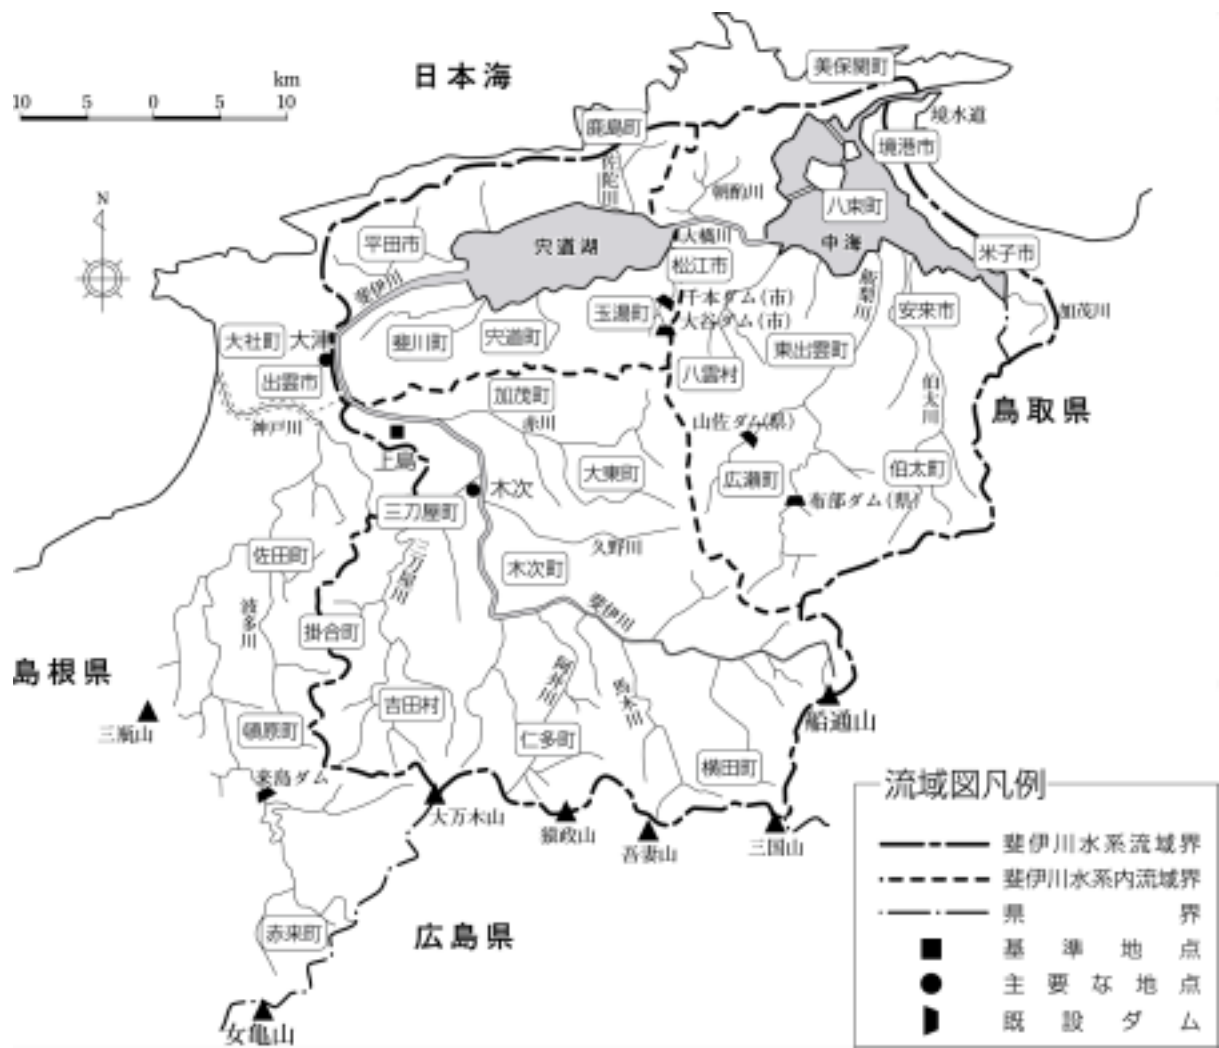 日本海
美保関町
km
10 5 0 5 10
鹿島町
境水道
境港市
佐陀川
朝酌川
N
八束町
平田市
宍道湖
大橋川
中海
米子市
松江市
斐伊川
飯梨川
千本ダム(市)
安来市
加茂川
玉湯町
大谷ダム(市)
大社町
大津
斐川町
宍道町
東出雲町
八雲村
出雲市
加茂町
伯太川
鳥取県
神戸川
赤川
山佐ダム(県)
上島
大東町
広瀬町
伯太町
木次
三刀屋町
布部ダム(県)
久野川
佐田町
三刀屋川
木次町
波多川
斐伊川
掛合町
島根県
阿井川
馬木川
吉田村
三瓶山
頓原町
仁多町
船通山
横田町
来島ダム
大万木山
猿政山
吾妻山
三国山
赤来町
広島県
女亀山
流域図凡例
斐伊川水系流域界
斐伊川水系内流域界
県界
基準地点
主要な地点
既設ダム